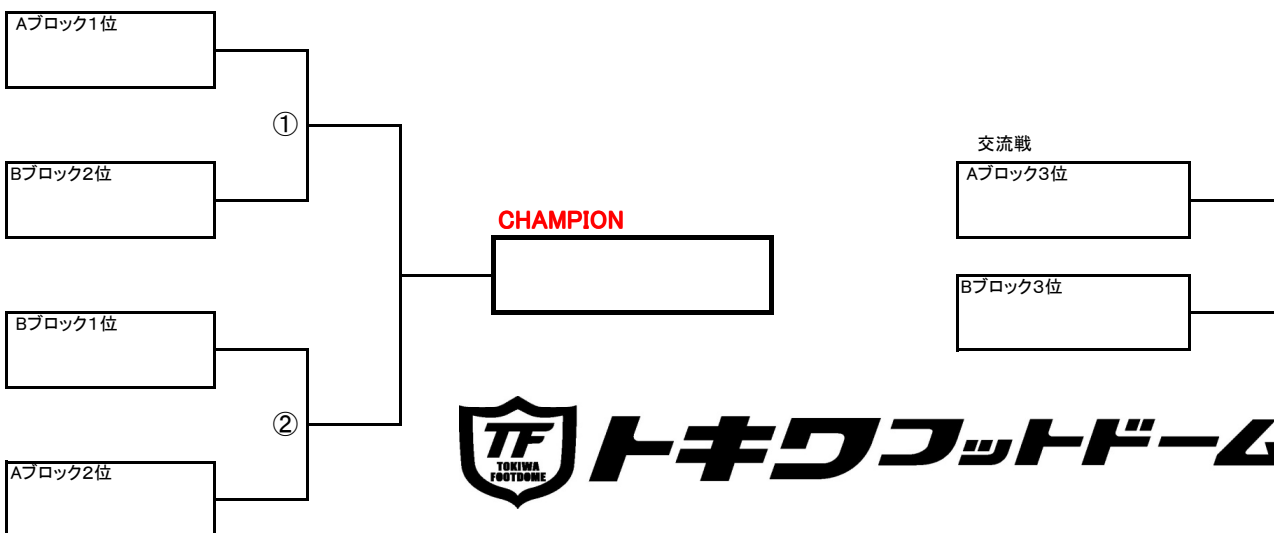 Aブロック1位
①
Bブロック2位
CHAMPION
Bブロック1位
②
Aブロック2位
交流戦
Aブロック3位
Bブロック3位
TF
TOKIWA
FOOTDOME
トキワフットドーム